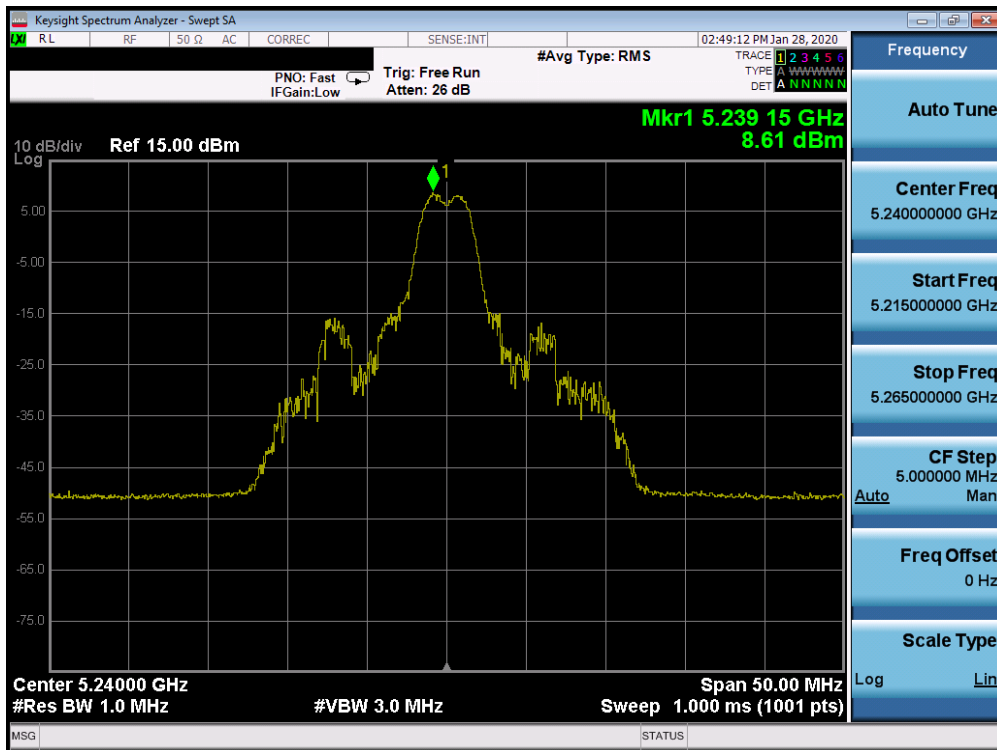 Keysight Spectrum Analyzer - Swept SA
LXI RL RF 50 Ω AC CORREC SENSE:INT 02:49:12 PM Jan 28, 2020
#Avg Type: RMS TRACE 1 2 3 4 5 6
PNO: Fast Trig: Free Run TYPE A WWWWW
IFGain:Low Atten: 26 dB DET A N N N N N
Mkr1 5.239 15 GHz
8.61 dBm
10 dB/div Ref 15.00 dBm
Log
1
5.00
-5.00
-15.0
-25.0
-35.0
-45.0
-55.0
-65.0
-75.0
Center 5.24000 GHz Span 50.00 MHz
#Res BW 1.0 MHz #VBW 3.0 MHz Sweep 1.000 ms (1001 pts)
MSG STATUS
Frequency
Auto Tune
Center Freq
5.240000000 GHz
Start Freq
5.215000000 GHz
Stop Freq
5.265000000 GHz
CF Step
5.000000 MHz
Auto Man
Freq Offset
0 Hz
Scale Type
Log Lin